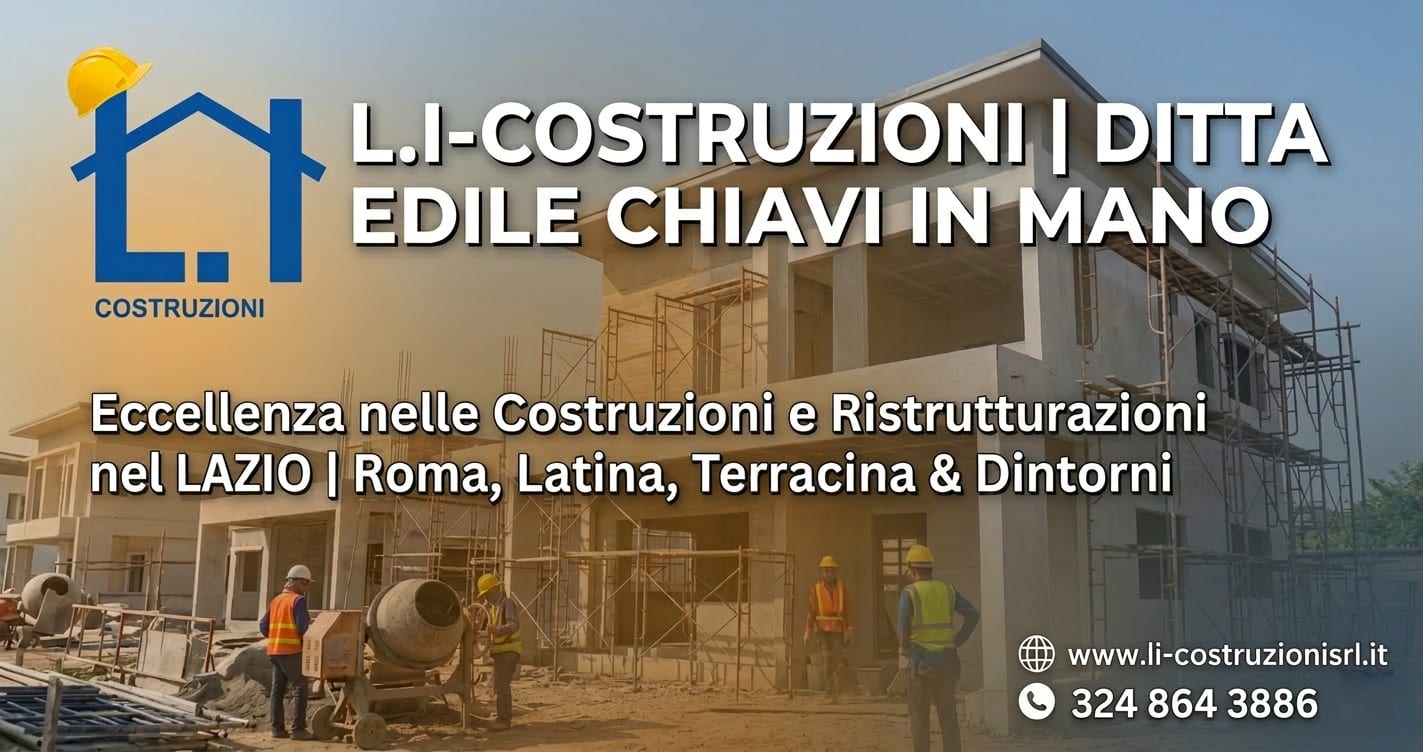 L.I
COSTRUZIONI
L.I-COSTRUZIONI | DITTA
EDILE CHIAVI IN MANO
Eccellenza nelle Costruzioni e Ristrutturazioni
nel LAZIO | Roma, Latina, Terracina & Dintorni
www.li-costruzionisrl.it
324 864 3886